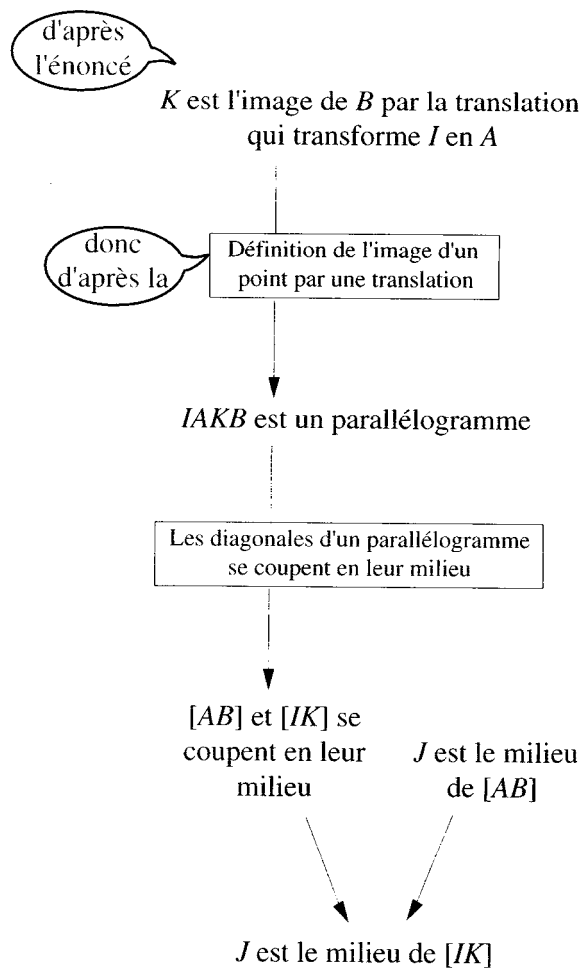 d'après
l'énoncé
K est l'image de B par la translation
qui transforme I en A
donc
d'après la
Définition de l'image d'un
point par une translation
IAKB est un parallélogramme
Les diagonales d'un parallélogramme
se coupent en leur milieu
[AB] et [IK] se
coupent en leur
milieu
J est le milieu
de [AB]
J est le milieu de [IK]